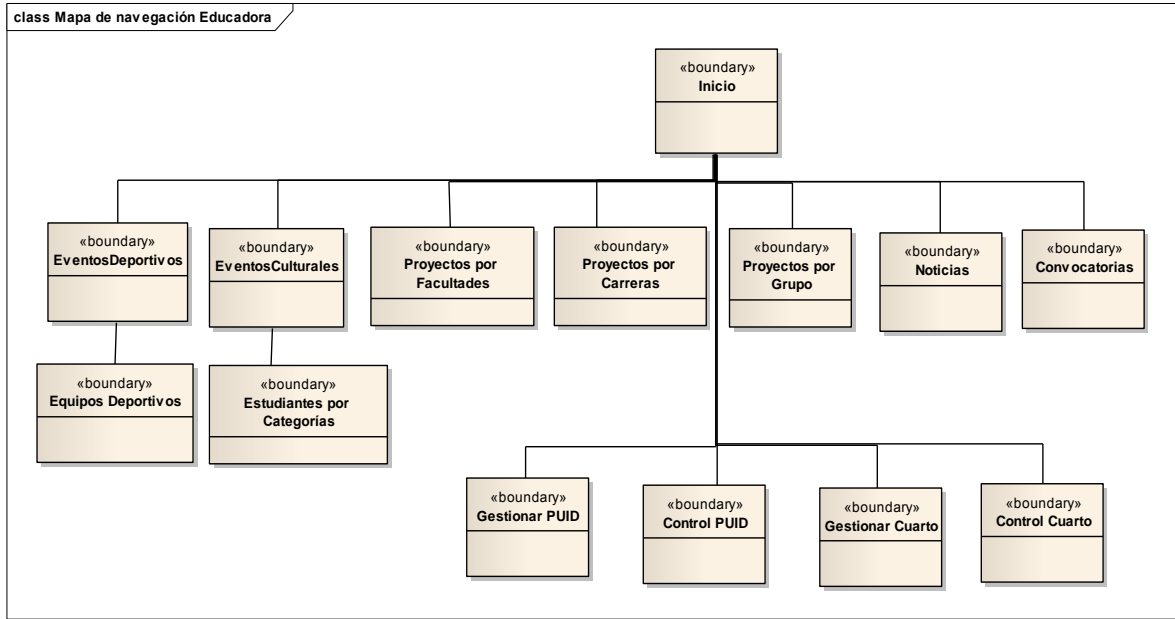 class Mapa de navegación Educadora
«boundary»
Inicio
«boundary»
EventosDeportivos
«boundary»
EventosCulturales
«boundary»
Proyectos por
Facultades
«boundary»
Proyectos por
Carreras
«boundary»
Proyectos por
Grupo
«boundary»
Noticias
«boundary»
Convocatorias
«boundary»
Equipos Deportivos
«boundary»
Estudiantes por
Categorías
«boundary»
Gestionar PUID
«boundary»
Control PUID
«boundary»
Gestionar Cuarto
«boundary»
Control Cuarto